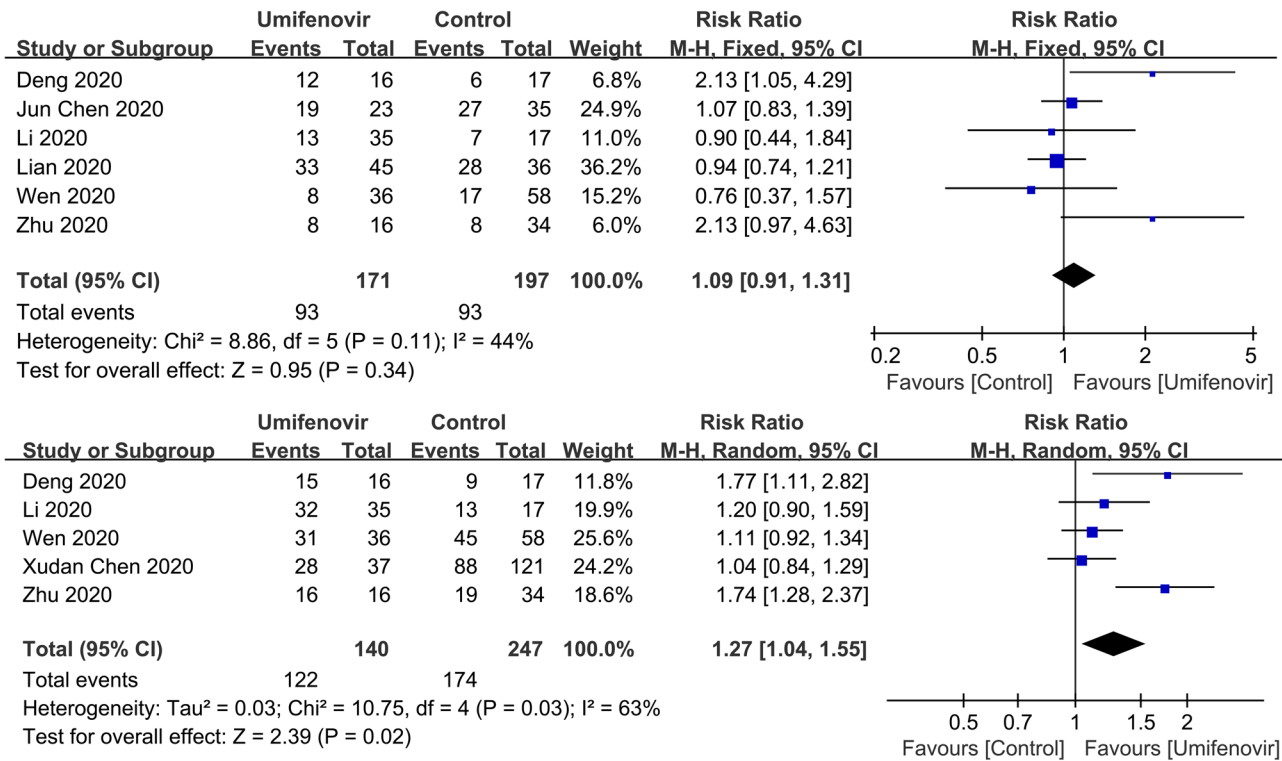 Umifenovir Control Risk Ratio Risk Ratio
Study or Subgroup Events Total Events Total Weight M-H, Fixed, 95% CI M-H, Fixed, 95% CI
Deng 2020 12 16 6 17 6.8% 2.13 [1.05, 4.29]
Jun Chen 2020 19 23 27 35 24.9% 1.07 [0.83, 1.39]
Li 2020 13 35 7 17 11.0% 0.90 [0.44, 1.84]
Lian 2020 33 45 28 36 36.2% 0.94 [0.74, 1.21]
Wen 2020 8 36 17 58 15.2% 0.76 [0.37, 1.57]
Zhu 2020 8 16 8 34 6.0% 2.13 [0.97, 4.63]
Total (95% CI) 171 197 100.0% 1.09 [0.91, 1.31]
Total events 93 93
Heterogeneity: Chi² = 8.86, df = 5 (P = 0.11); I² = 44%
Test for overall effect: Z = 0.95 (P = 0.34)
0.2 0.5 1 2 5
Favours [Control] Favours [Umifenovir]
Umifenovir Control Risk Ratio Risk Ratio
Study or Subgroup Events Total Events Total Weight M-H, Random, 95% CI M-H, Random, 95% CI
Deng 2020 15 16 9 17 11.8% 1.77 [1.11, 2.82]
Li 2020 32 35 13 17 19.9% 1.20 [0.90, 1.59]
Wen 2020 31 36 45 58 25.6% 1.11 [0.92, 1.34]
Xudan Chen 2020 28 37 88 121 24.2% 1.04 [0.84, 1.29]
Zhu 2020 16 16 19 34 18.6% 1.74 [1.28, 2.37]
Total (95% CI) 140 247 100.0% 1.27 [1.04, 1.55]
Total events 122 174
Heterogeneity: Tau² = 0.03; Chi² = 10.75, df = 4 (P = 0.03); I² = 63%
Test for overall effect: Z = 2.39 (P = 0.02)
0.5 0.7 1 1.5 2
Favours [Control] Favours [Umifenovir]